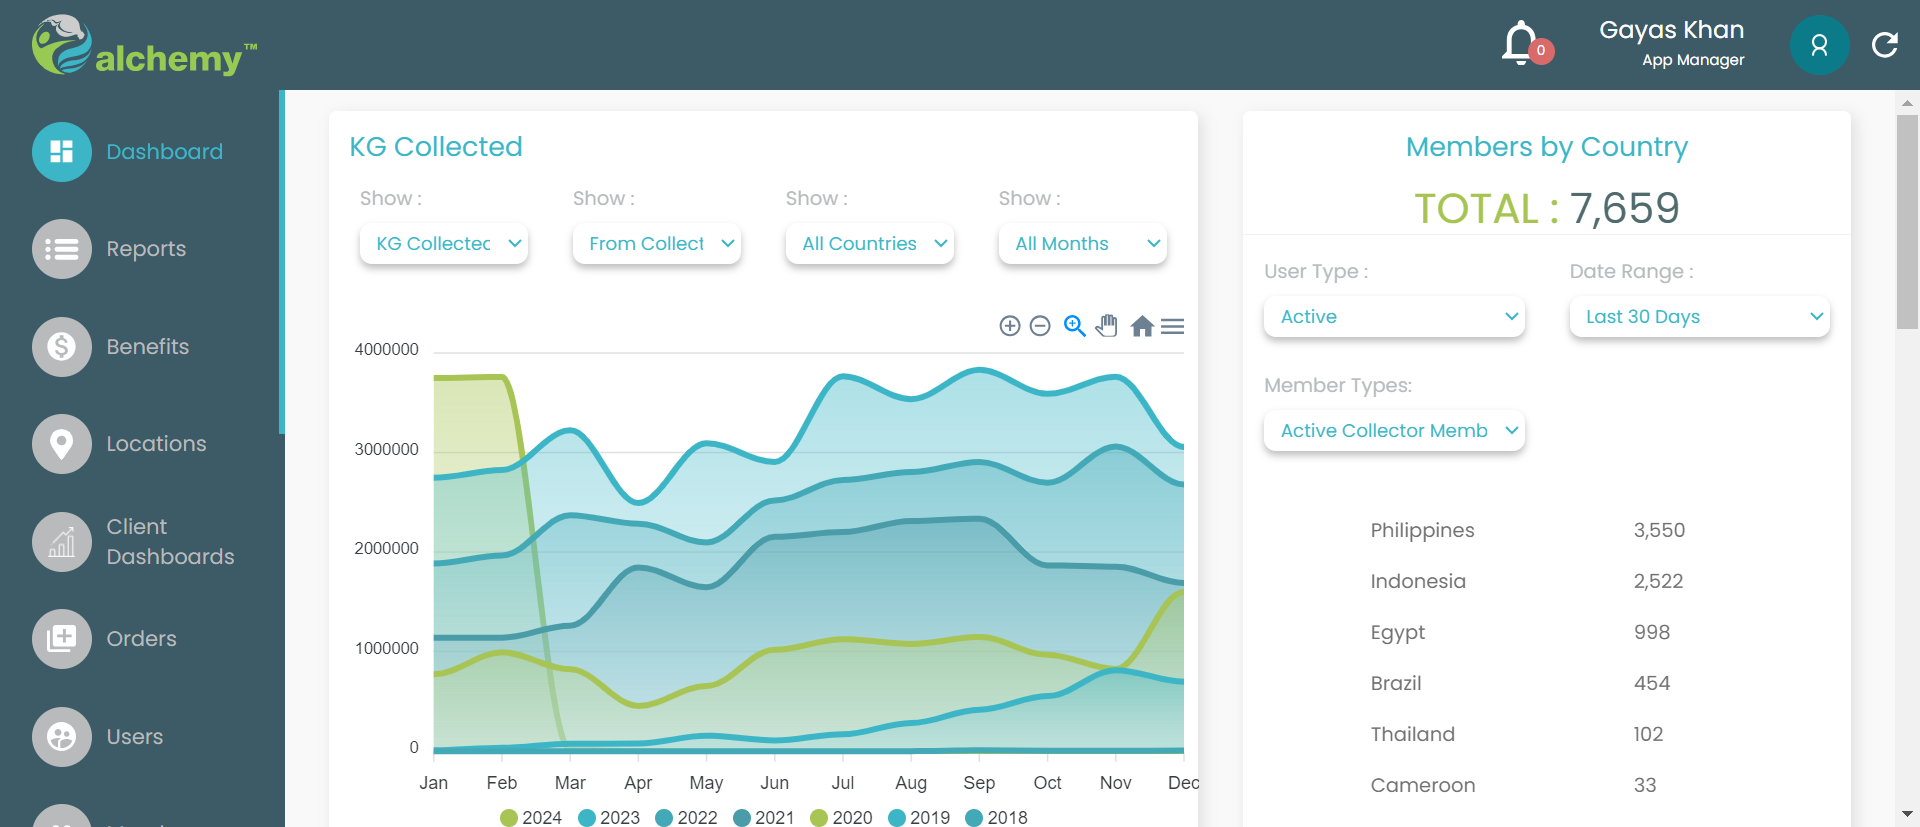 alchemy™
0
Gayas Khan
App Manager
Dashboard
Reports
Benefits
Locations
Client
Dashboards
Orders
Users
KG Collected
Show :
Show :
Show :
Show :
KG Collected
From Collect
All Countries
All Months
4000000
3000000
2000000
1000000
0
Jan Feb Mar Apr May Jun Jul Aug Sep Oct Nov Dec
2024 2023 2022 2021 2020 2019 2018
Members by Country
TOTAL : 7,659
User Type :
Date Range :
Active
Last 30 Days
Member Types:
Active Collector Memb
Philippines 3,550
Indonesia 2,522
Egypt 998
Brazil 454
Thailand 102
Cameroon 33